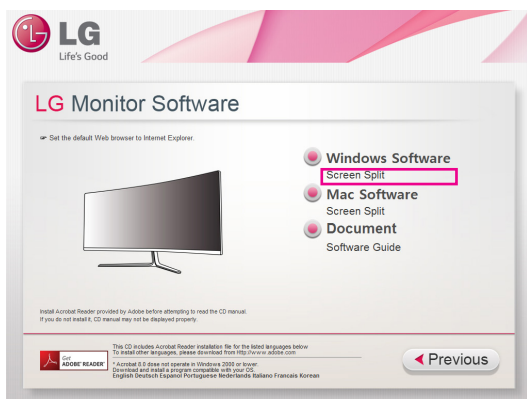 LG
Life's Good
LG Monitor Software
☞ Set the default Web browser to Internet Explorer.
Windows Software
Screen Split
Mac Software
Screen Split
Document
Software Guide
Install Acrobat Reader provided by Adobe before attempting to read the CD manual.
If you do not install it, CD manual may not be displayed properly.
Get
ADOBE® READER®
This CD includes Acrobat Reader installation file for the listed languages below
To install other languages, please download from http://www.adobe.com
* Acrobat 8.0 dose not operate in Windows 2000 or lower.
Download and install a program compatible with your OS.
English Deutsch Espanol Portuguese Nederlands Italiano Francais Korean
Previous